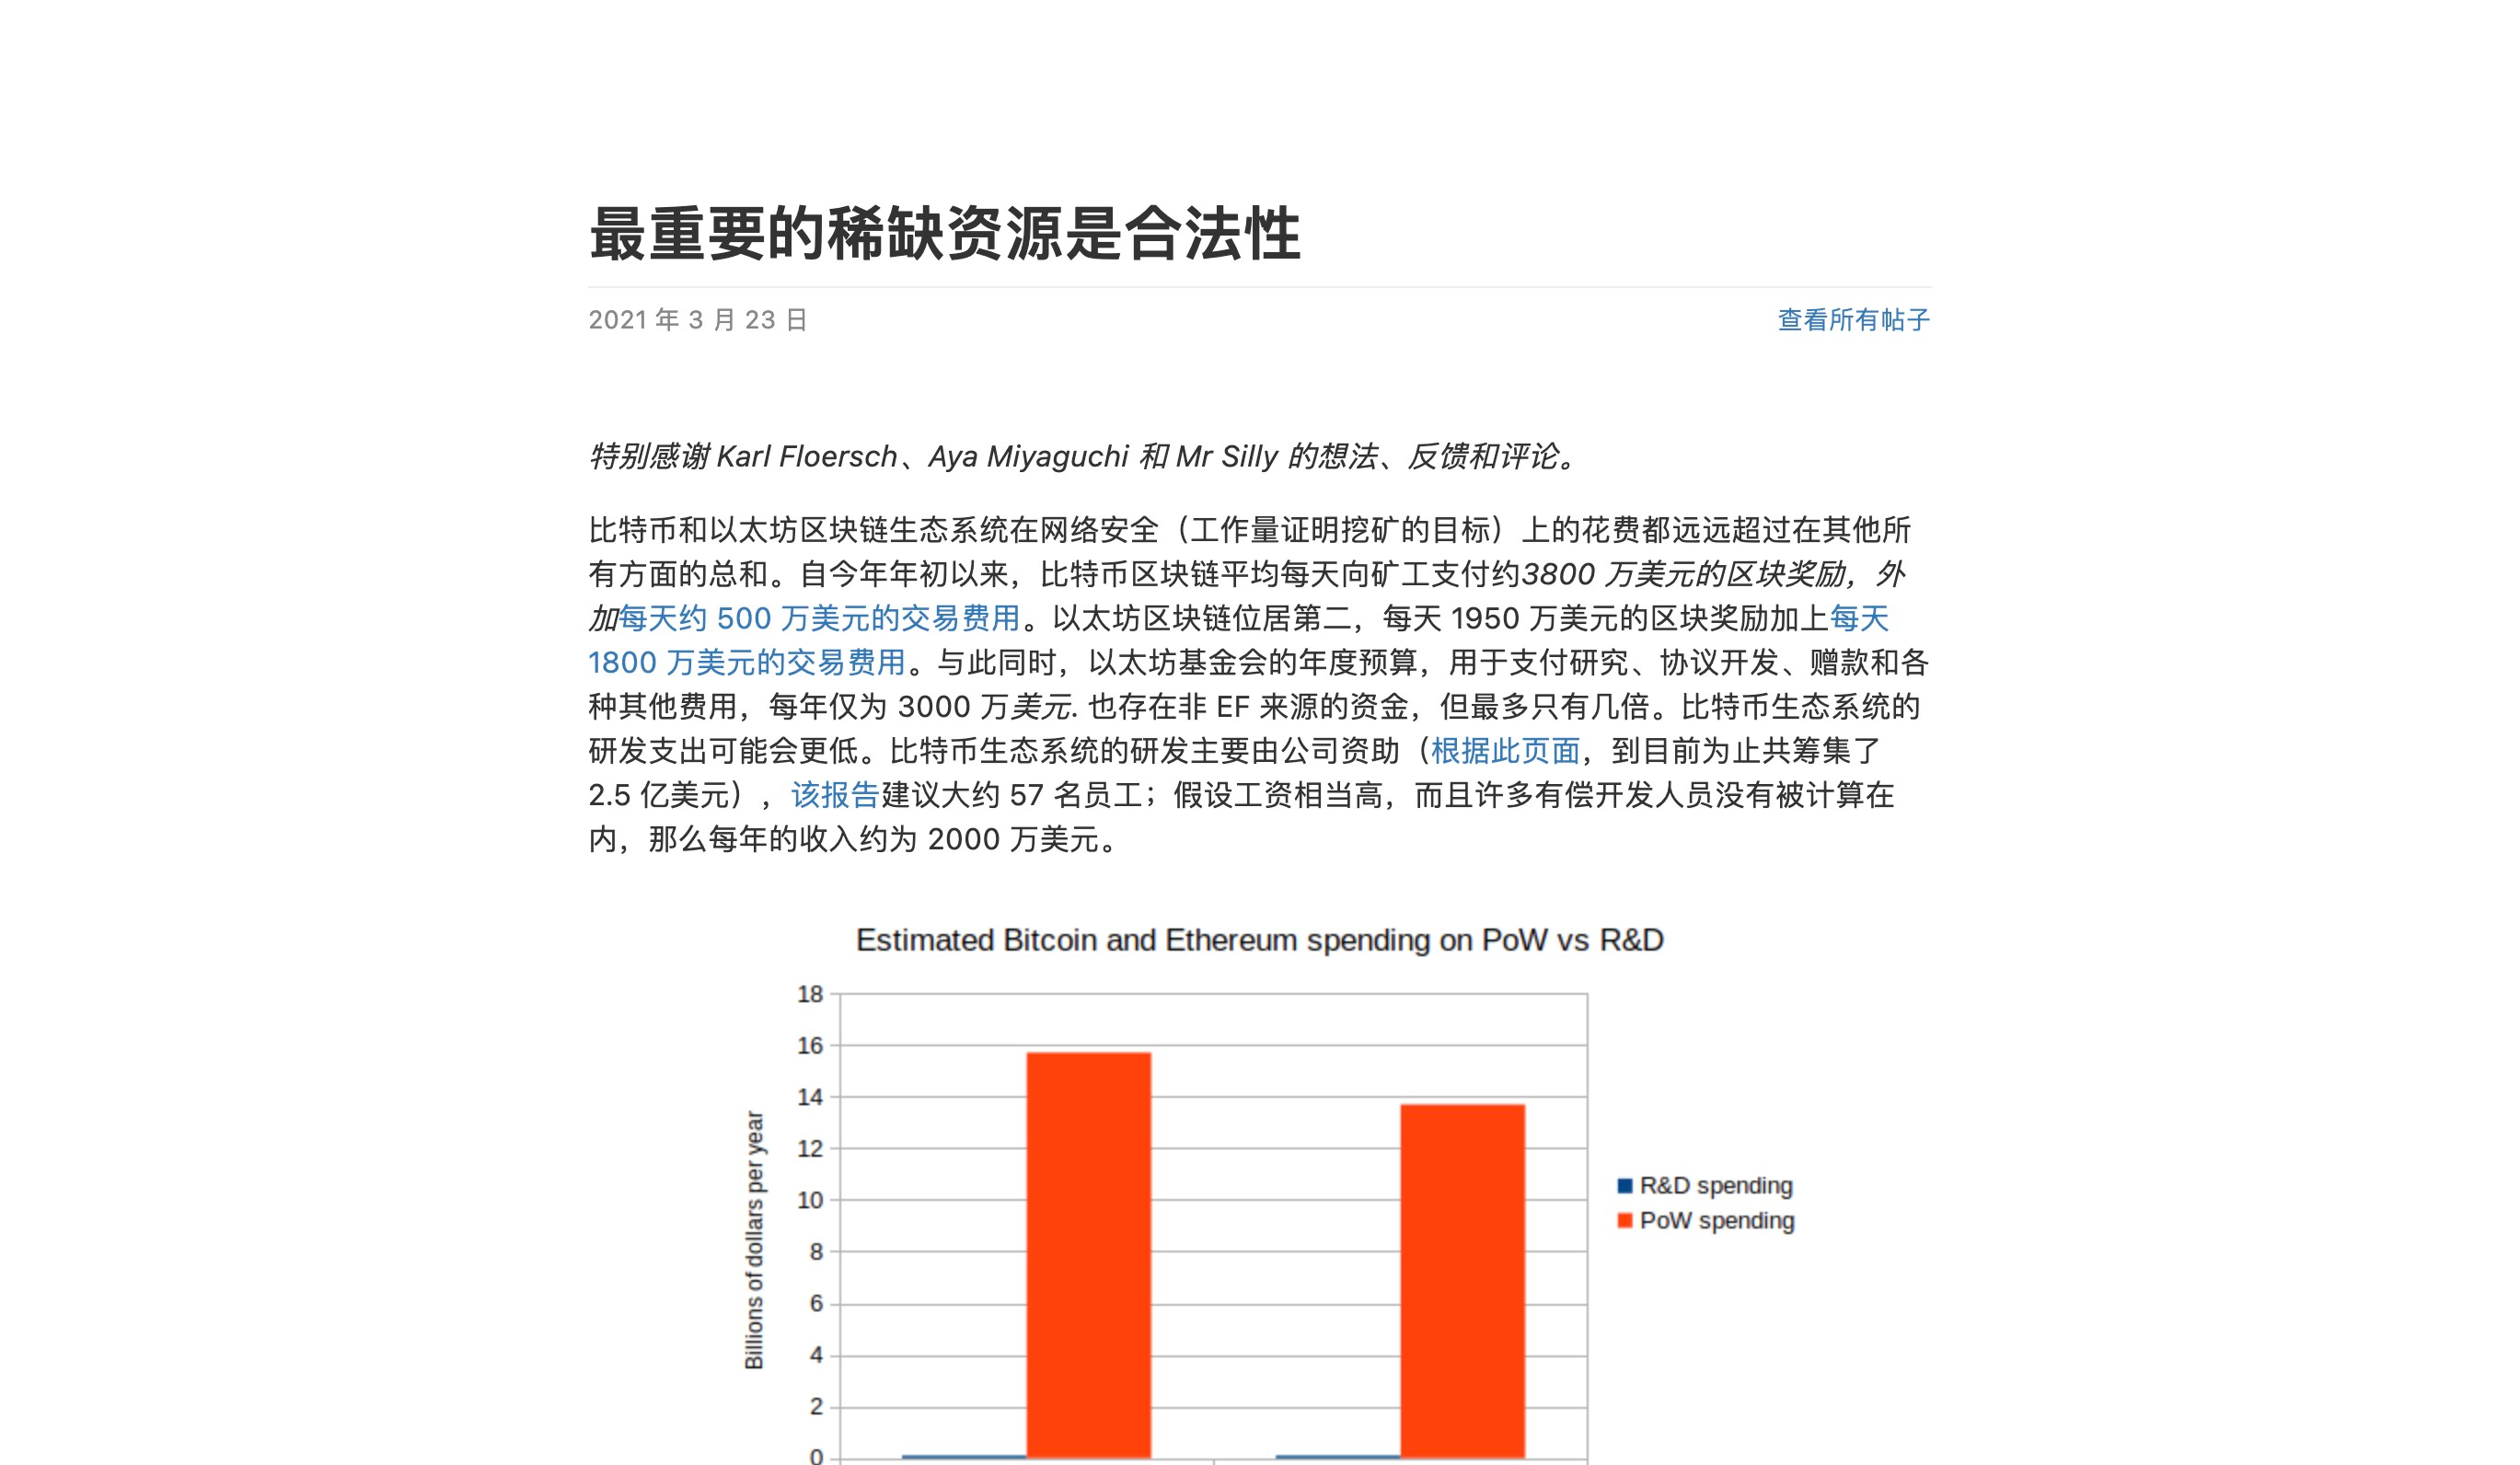 最重要的稀缺资源是合法性
2021 年 3 月 23 日
查看所有帖子
特别感谢 Karl Floersch、Aya Miyaguchi 和 Mr Silly 的想法、反馈和评论。
比特币和以太坊区块链生态系统在网络安全（工作量证明挖矿的目标）上的花费都远远超过在其他所
有方面的总和。自今年年初以来，比特币区块链平均每天向矿工支付约3800 万美元的区块奖励，外
加每天约 500 万美元的交易费用。以太坊区块链位居第二，每天 1950 万美元的区块奖励加上每天
1800 万美元的交易费用。与此同时，以太坊基金会的年度预算，用于支付研究、协议开发、赠款和各
种其他费用，每年仅为 3000 万美元. 也存在非 EF 来源的资金，但最多只有几倍。比特币生态系统的
研发支出可能会更低。比特币生态系统的研发主要由公司资助（根据此页面，到目前为止共筹集了
2.5 亿美元），该报告建议大约 57 名员工；假设工资相当高，而且许多有偿开发人员没有被计算在
内，那么每年的收入约为 2000 万美元。
Estimated Bitcoin and Ethereum spending on PoW vs R&D
18
16
14
12
10
8
6
4
2
0
Billions of dollars per year
R&D spending
PoW spending